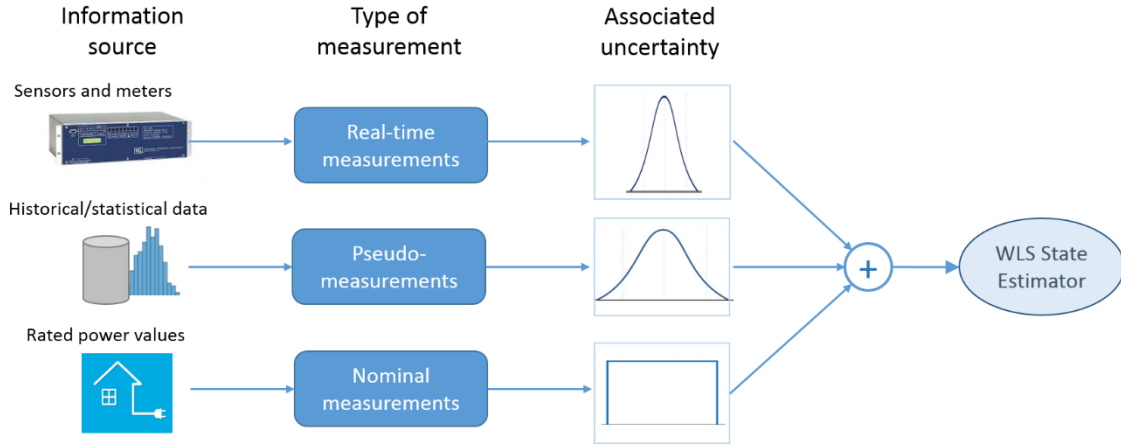 Information
source
Type of
measurement
Associated
uncertainty
Sensors and meters
Real-time
measurements
Historical/statistical data
Pseudo-
measurements
+
WLS State
Estimator
Rated power values
Nominal
measurements